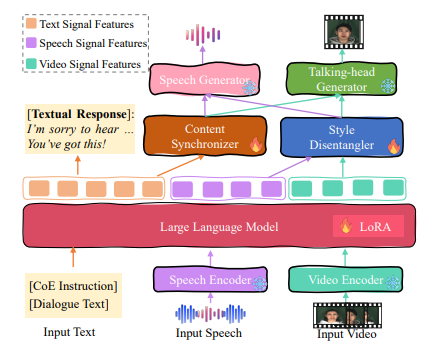 Text Signal Features
Speech Signal Features
Video Signal Features
Speech Generator
Talking-head
Generator
[Textual Response]:
I'm sorry to hear ...
You've got this!
Content
Synchronizer
Style
Disentangler
Large Language Model
LoRA
[CoE Instruction]
[Dialogue Text]
Speech Encoder
Video Encoder
Input Text
Input Speech
Input Video